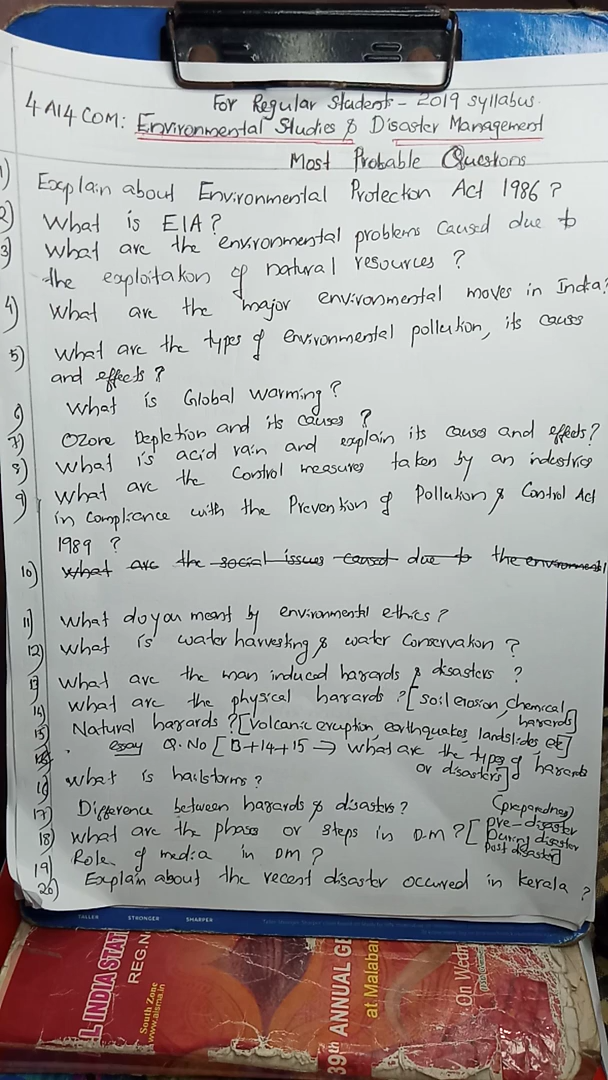 For Regular Students - 2019 syllabus.
4 A14 COM: Environmental Studies & Disaster Management
Most Probable Questions
1) Explain about Environmental Protection Act 1986 ?
2) What is EIA ?
3) What are the environmental problems caused due to
the exploitation of natural resources ?
4) What are the major environmental moves in India?
5) What are the types of environmental pollution, its causes
and effects ?
6) What is Global warming ?
7) Ozone Depletion and its causes ?
8) What is acid rain and explain its causes and effects?
9) What are the control measures taken by an industries
in compliance with the Prevention of Pollution & Control Act
1989 ?
10) What are the social issues caused due to the environmental
11) What do you meant by environmental ethics ?
12) What is water harvesting & water conservation ?
13) What are the man induced hazards & disasters ?
14) What are the physical hazards ? [soil erosion, chemical
hazards]
15) Natural hazards ? [Volcanic eruption, earthquakes, landslides, etc]
essay Q. No [13+14+15 → What are the types of hazards
or disasters]
16) What is hailstorms ?
17) Difference between hazards & disasters ?
18) What are the phases or steps in D.M ? [(preparedness)
pre-disaster
During disaster
post disaster]
19) Role of media in DM ?
20) Explain about the recent disaster occured in Kerala ?
TALLER STRONGER SHARPER
L INDIA STAT
REG.N
South Zone
www.aisma.in
39th ANNUAL GE
at Malabar
On Wedn